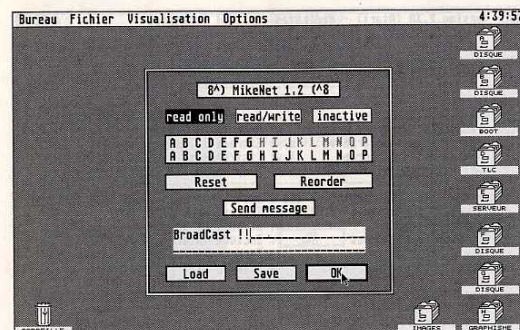 Bureau Fichier Visualisation Options 4:39:52
DISQUE
DISQUE
BOOT
TLC
SERVEUR
DISQUE
DISQUE
IMAGES
GRAPHISME
8^) MikeNet 1.2 (^8
read only read/write inactive
A B C D E F G H I J K L M N O P
A B C D E F G H I J K L M N O P
Reset Reorder
Send message
BroadCast !!
Load Save OK